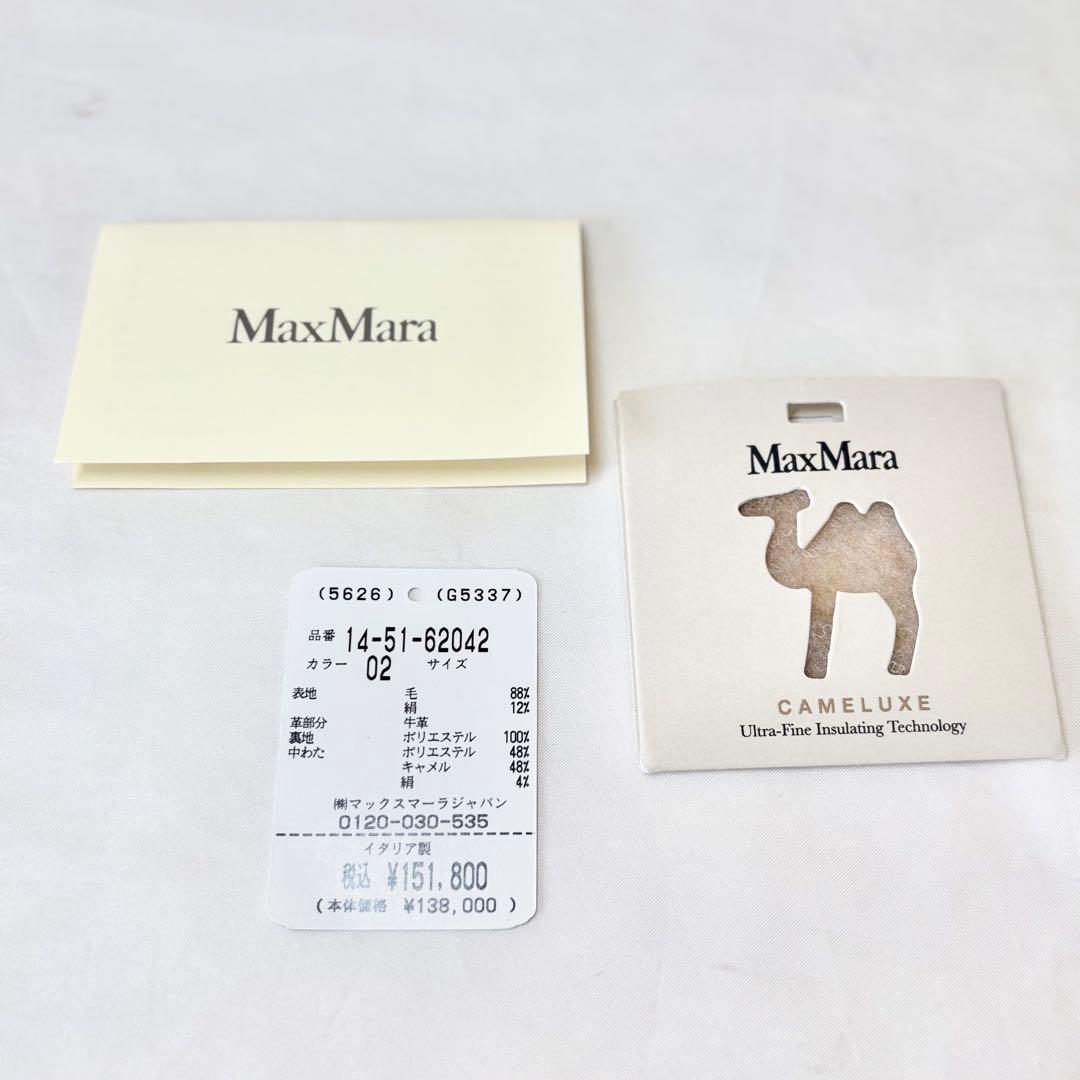 MaxMara
MaxMara
CAMELUXE
Ultra-Fine Insulating Technology
(5626) (G5337)
品番 14-51-62042
カラー 02 サイズ
表地 毛 88%
絹 12%
革部分 牛革
裏地 ポリエステル 100%
中わた ポリエステル 48%
キャメル 48%
絹 4%
㈱マックスマーラジャパン
0120-030-535
イタリア製
税込 ¥151,800
(本体価格 ¥138,000 )